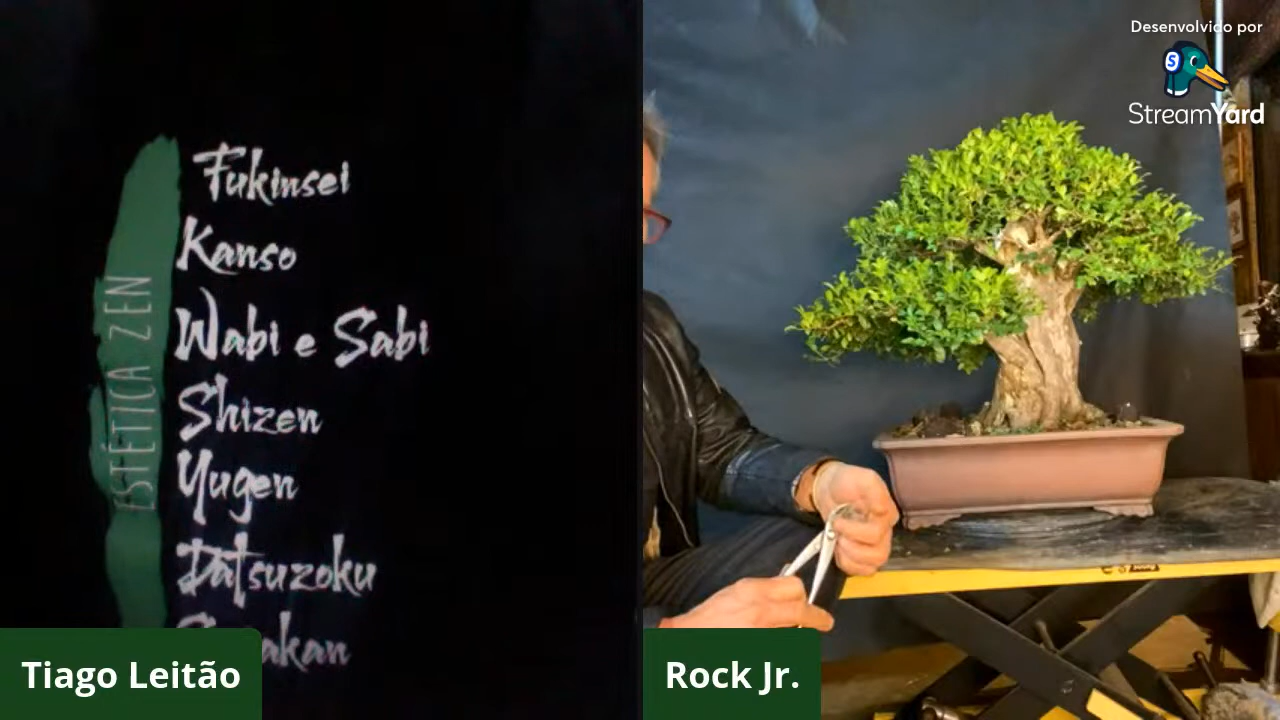 ESTÉTICA ZEN
Fukinsei
Kanso
Wabi e Sabi
Shizen
Yugen
Datsuzoku
Tiago Leitão
Desenvolvido por
S
StreamYard
Rock Jr.